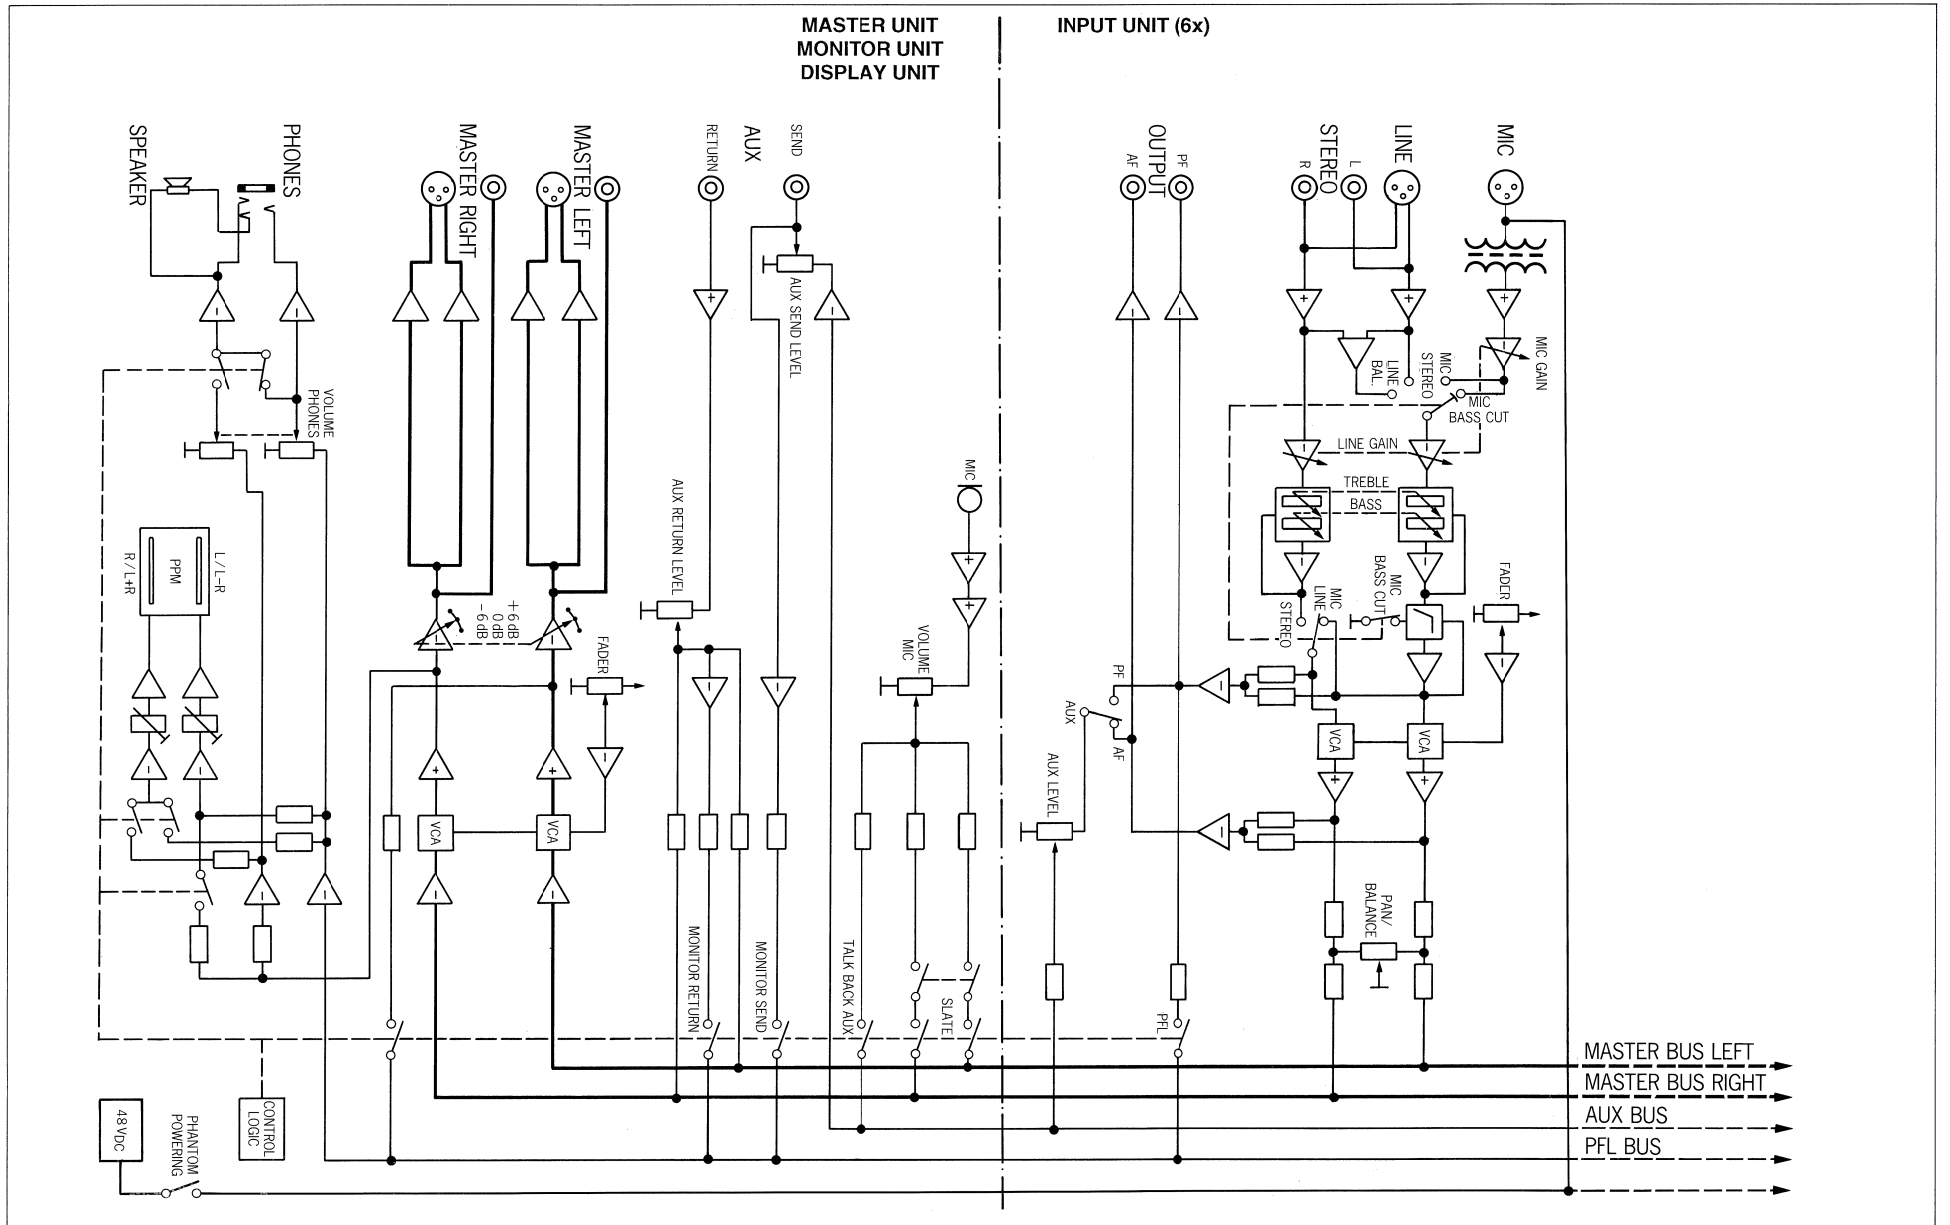 MASTER UNIT
MONITOR UNIT
DISPLAY UNIT
INPUT UNIT (6x)
SPEAKER
PHONES
MASTER RIGHT
MASTER LEFT
RETURN
AUX
SEND
OUTPUT
AF
PF
STEREO
R
L
LINE
MIC
+
+
+
+
-
-
-
AUX SEND LEVEL
MIC GAIN
LINE
BAL.
STEREO
MIC
MIC
BASS CUT
VOLUME
PHONES
LINE GAIN
-
-
TREBLE
BASS
MIC
AUX RETURN LEVEL
R/L+R
PPM
L/L-R
+
+
-
-
STEREO
MIC
LINE
MIC
BASS CUT
FADER
+6dB
0dB
-6dB
FADER
VOLUME
MIC
PF
AUX
AF
-
-
+
+
VCA
VCA
+
+
AUX LEVEL
VCA
VCA
-
-
-
-
-
-
PAN/
BALANCE
MONITOR RETURN
MONITOR SEND
TALK BACK AUX
SLATE
PFL
MASTER BUS LEFT
MASTER BUS RIGHT
AUX BUS
PFL BUS
48 VDC
PHANTOM
POWERING
CONTROL
LOGIC